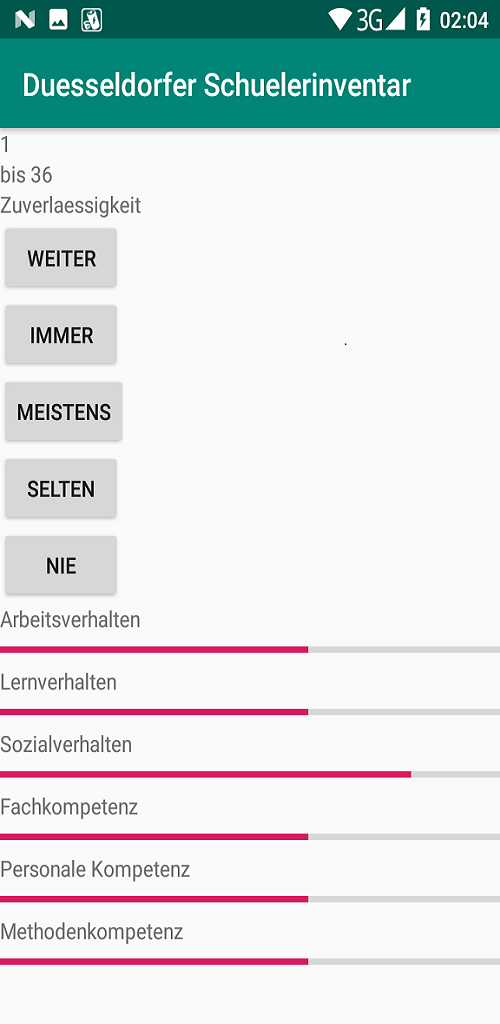 3G 02:04
Duesseldorfer Schuelerinventar
1
bis 36
Zuverlaessigkeit
WEITER
IMMER
MEISTENS
SELTEN
NIE
Arbeitsverhalten
Lernverhalten
Sozialverhalten
Fachkompetenz
Personale Kompetenz
Methodenkompetenz